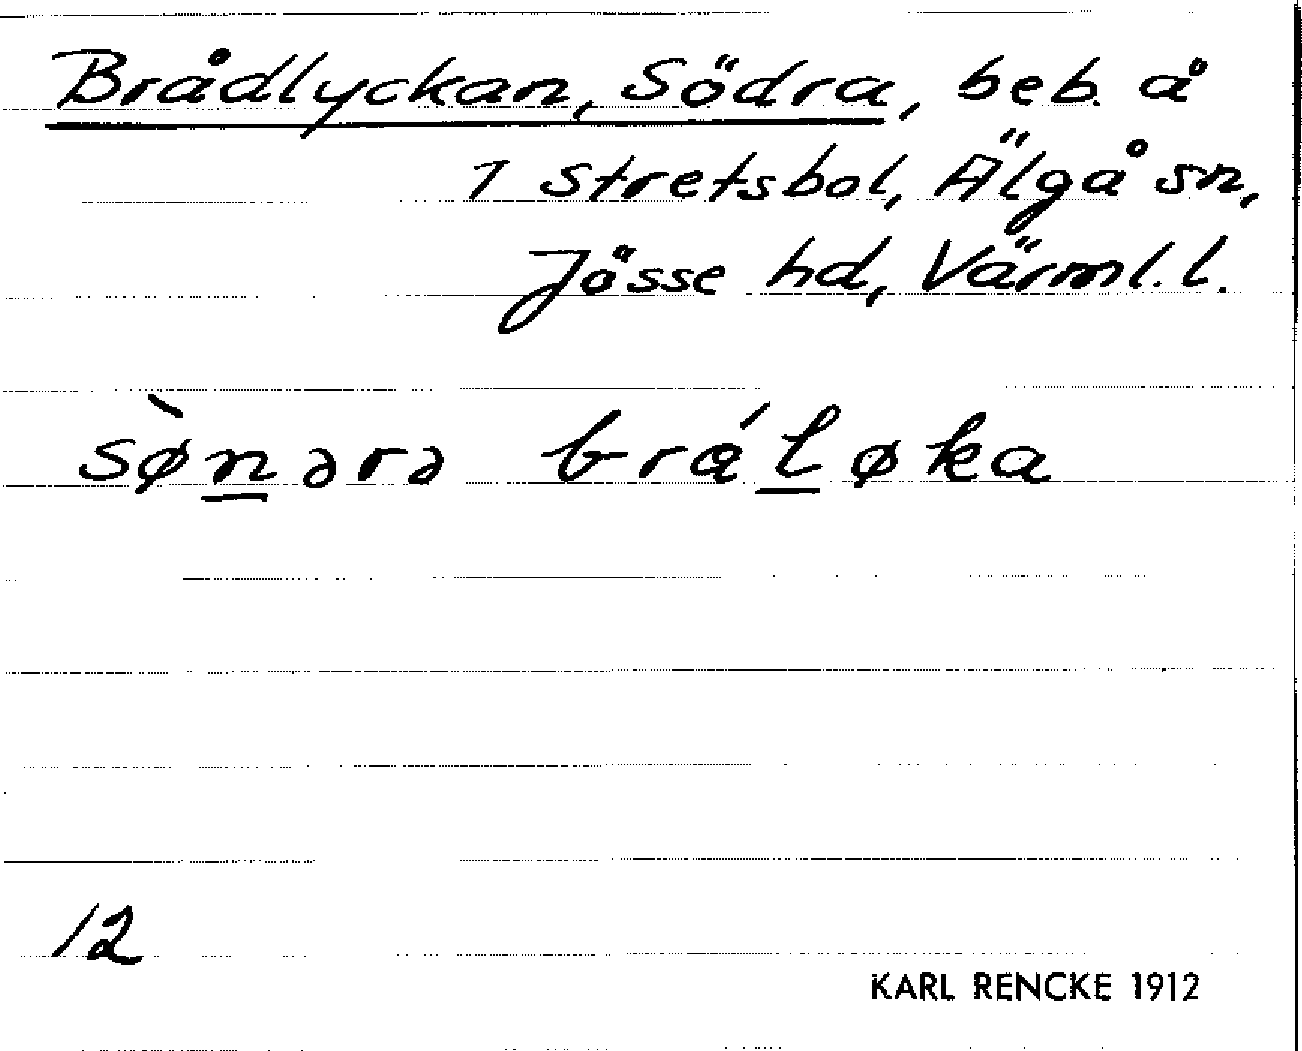 Brådlyckan, Södra, beb. å
1 Stretsbol, Älgå sn,
Jösse hd, Värml. l.
sø̀nərə bráløka
12
KARL RENCKE 1912